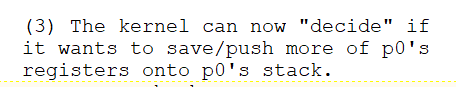 (3) The kernel can now "decide" if
it wants to save/push more of p0's
registers onto p0's stack.